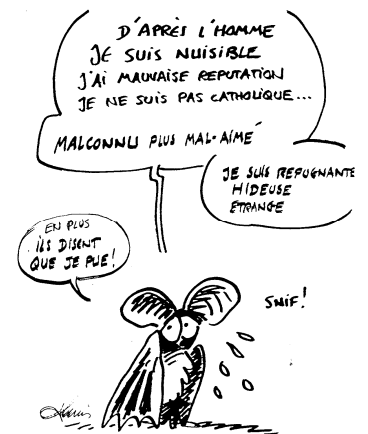 D'APRÈS L'HOMME
JE SUIS NUISIBLE
J'AI MAUVAISE REPUTATION
JE NE SUIS PAS CATHOLIQUE...
MALCONNU PLUS MAL-AIMÉ
JE SUIS REPUGNANTE
HIDEUSE
ETRANGE
EN PLUS
ILS DISENT
QUE JE PUE!
SNIF!